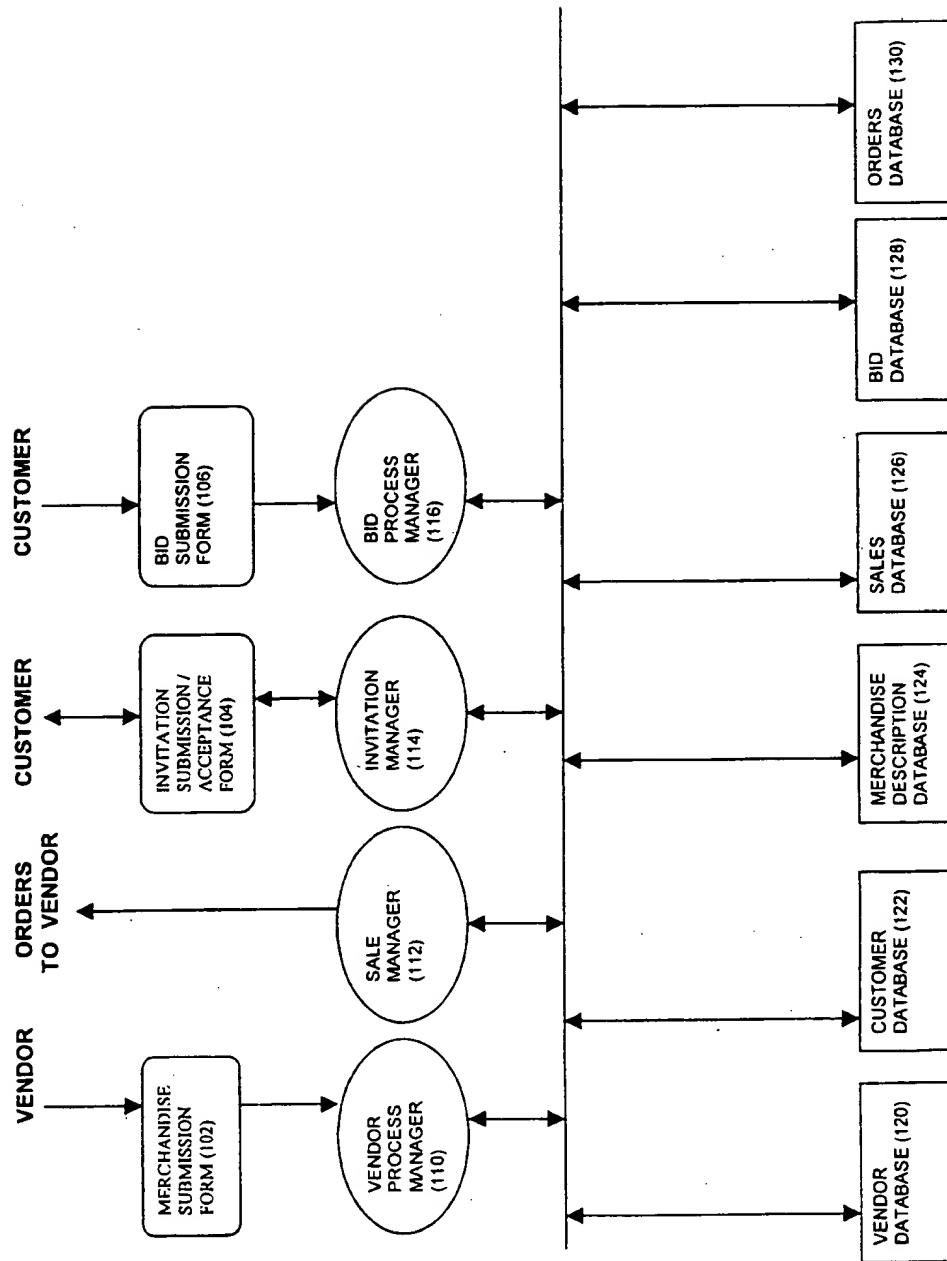 VENDOR
ORDERS
TO VENDOR
CUSTOMER
CUSTOMER
MERCHANDISE
SUBMISSION
FORM (102)
INVITATION
SUBMISSION/
ACCEPTANCE
FORM (104)
BID
SUBMISSION
FORM (106)
VENDOR
PROCESS
MANAGER
(110)
SALE
MANAGER
(112)
INVITATION
MANAGER
(114)
BID
PROCESS
MANAGER
(116)
VENDOR
DATABASE (120)
CUSTOMER
DATABASE (122)
MERCHANDISE
DESCRIPTION
DATABASE (124)
SALES
DATABASE (126)
BID
DATABASE (128)
ORDERS
DATABASE (130)